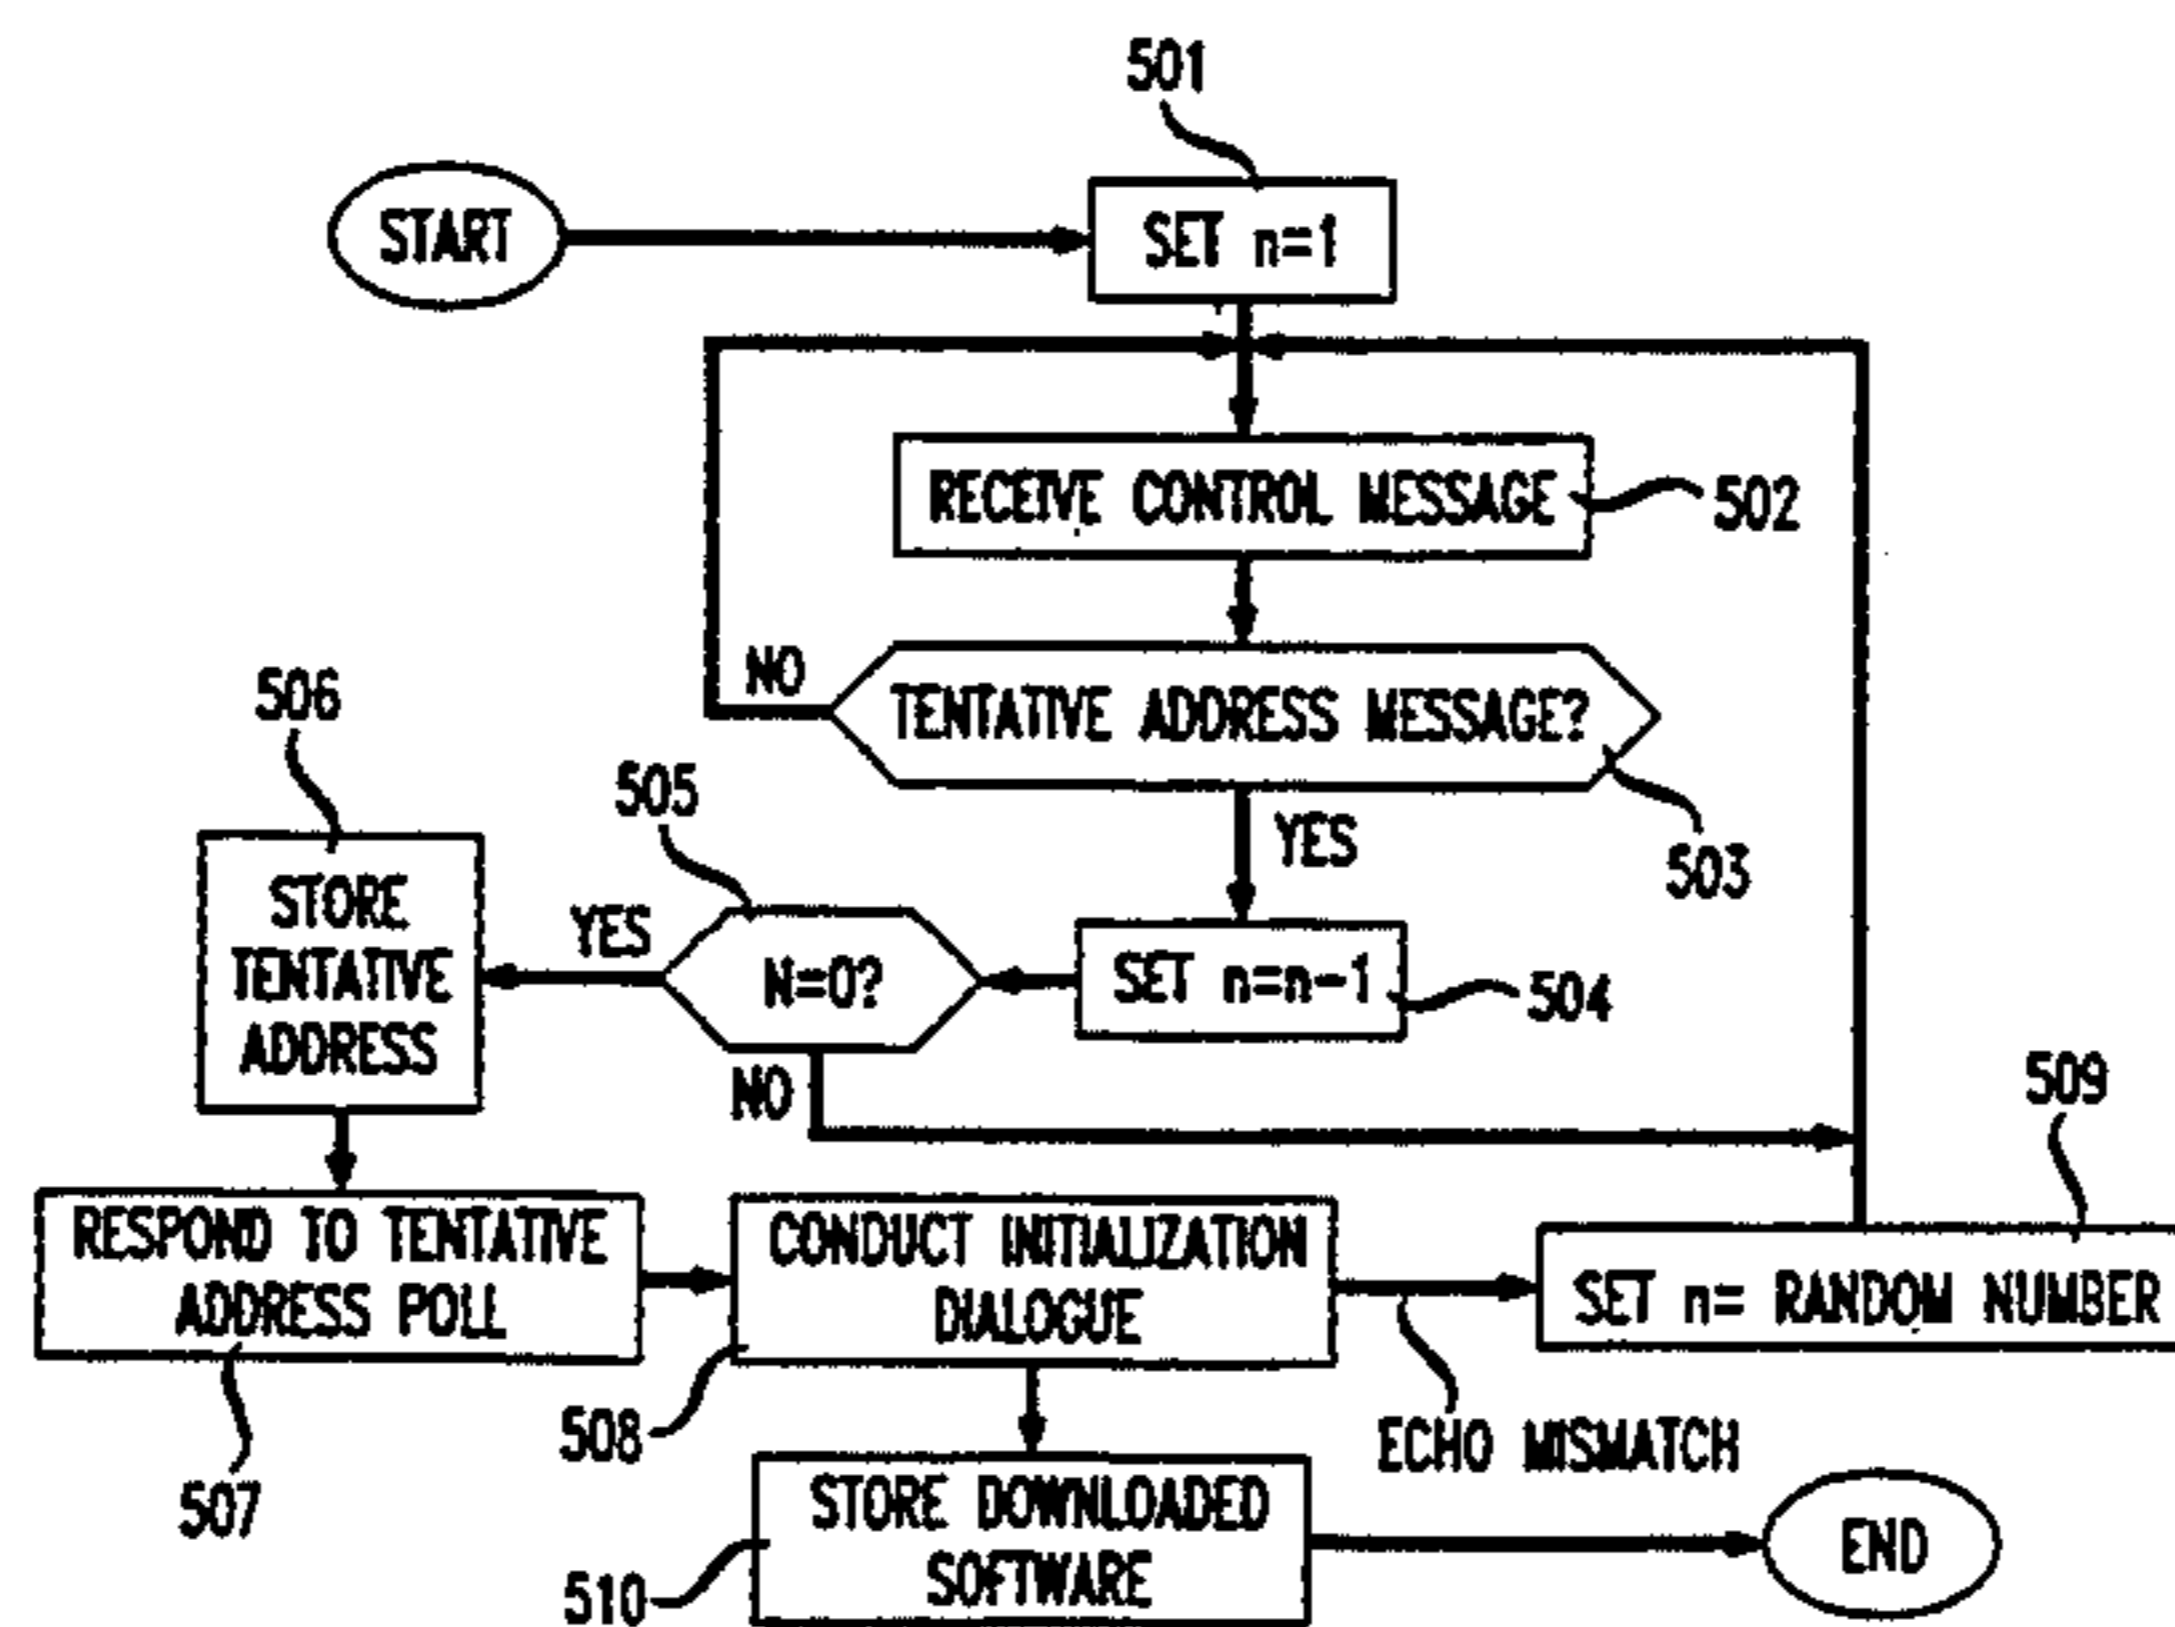 501
START
SET n=1
RECEIVE CONTROL MESSAGE
502
NO
TENTATIVE ADDRESS MESSAGE?
503
YES
506
505
STORE
TENTATIVE
ADDRESS
YES
N=0?
SET n=n-1
504
NO
509
RESPOND TO TENTATIVE
ADDRESS POLL
CONDUCT INITIALIZATION
DIALOGUE
SET n= RANDOM NUMBER
507
508
ECHO MISMATCH
STORE DOWNLOADED
SOFTWARE
510
END